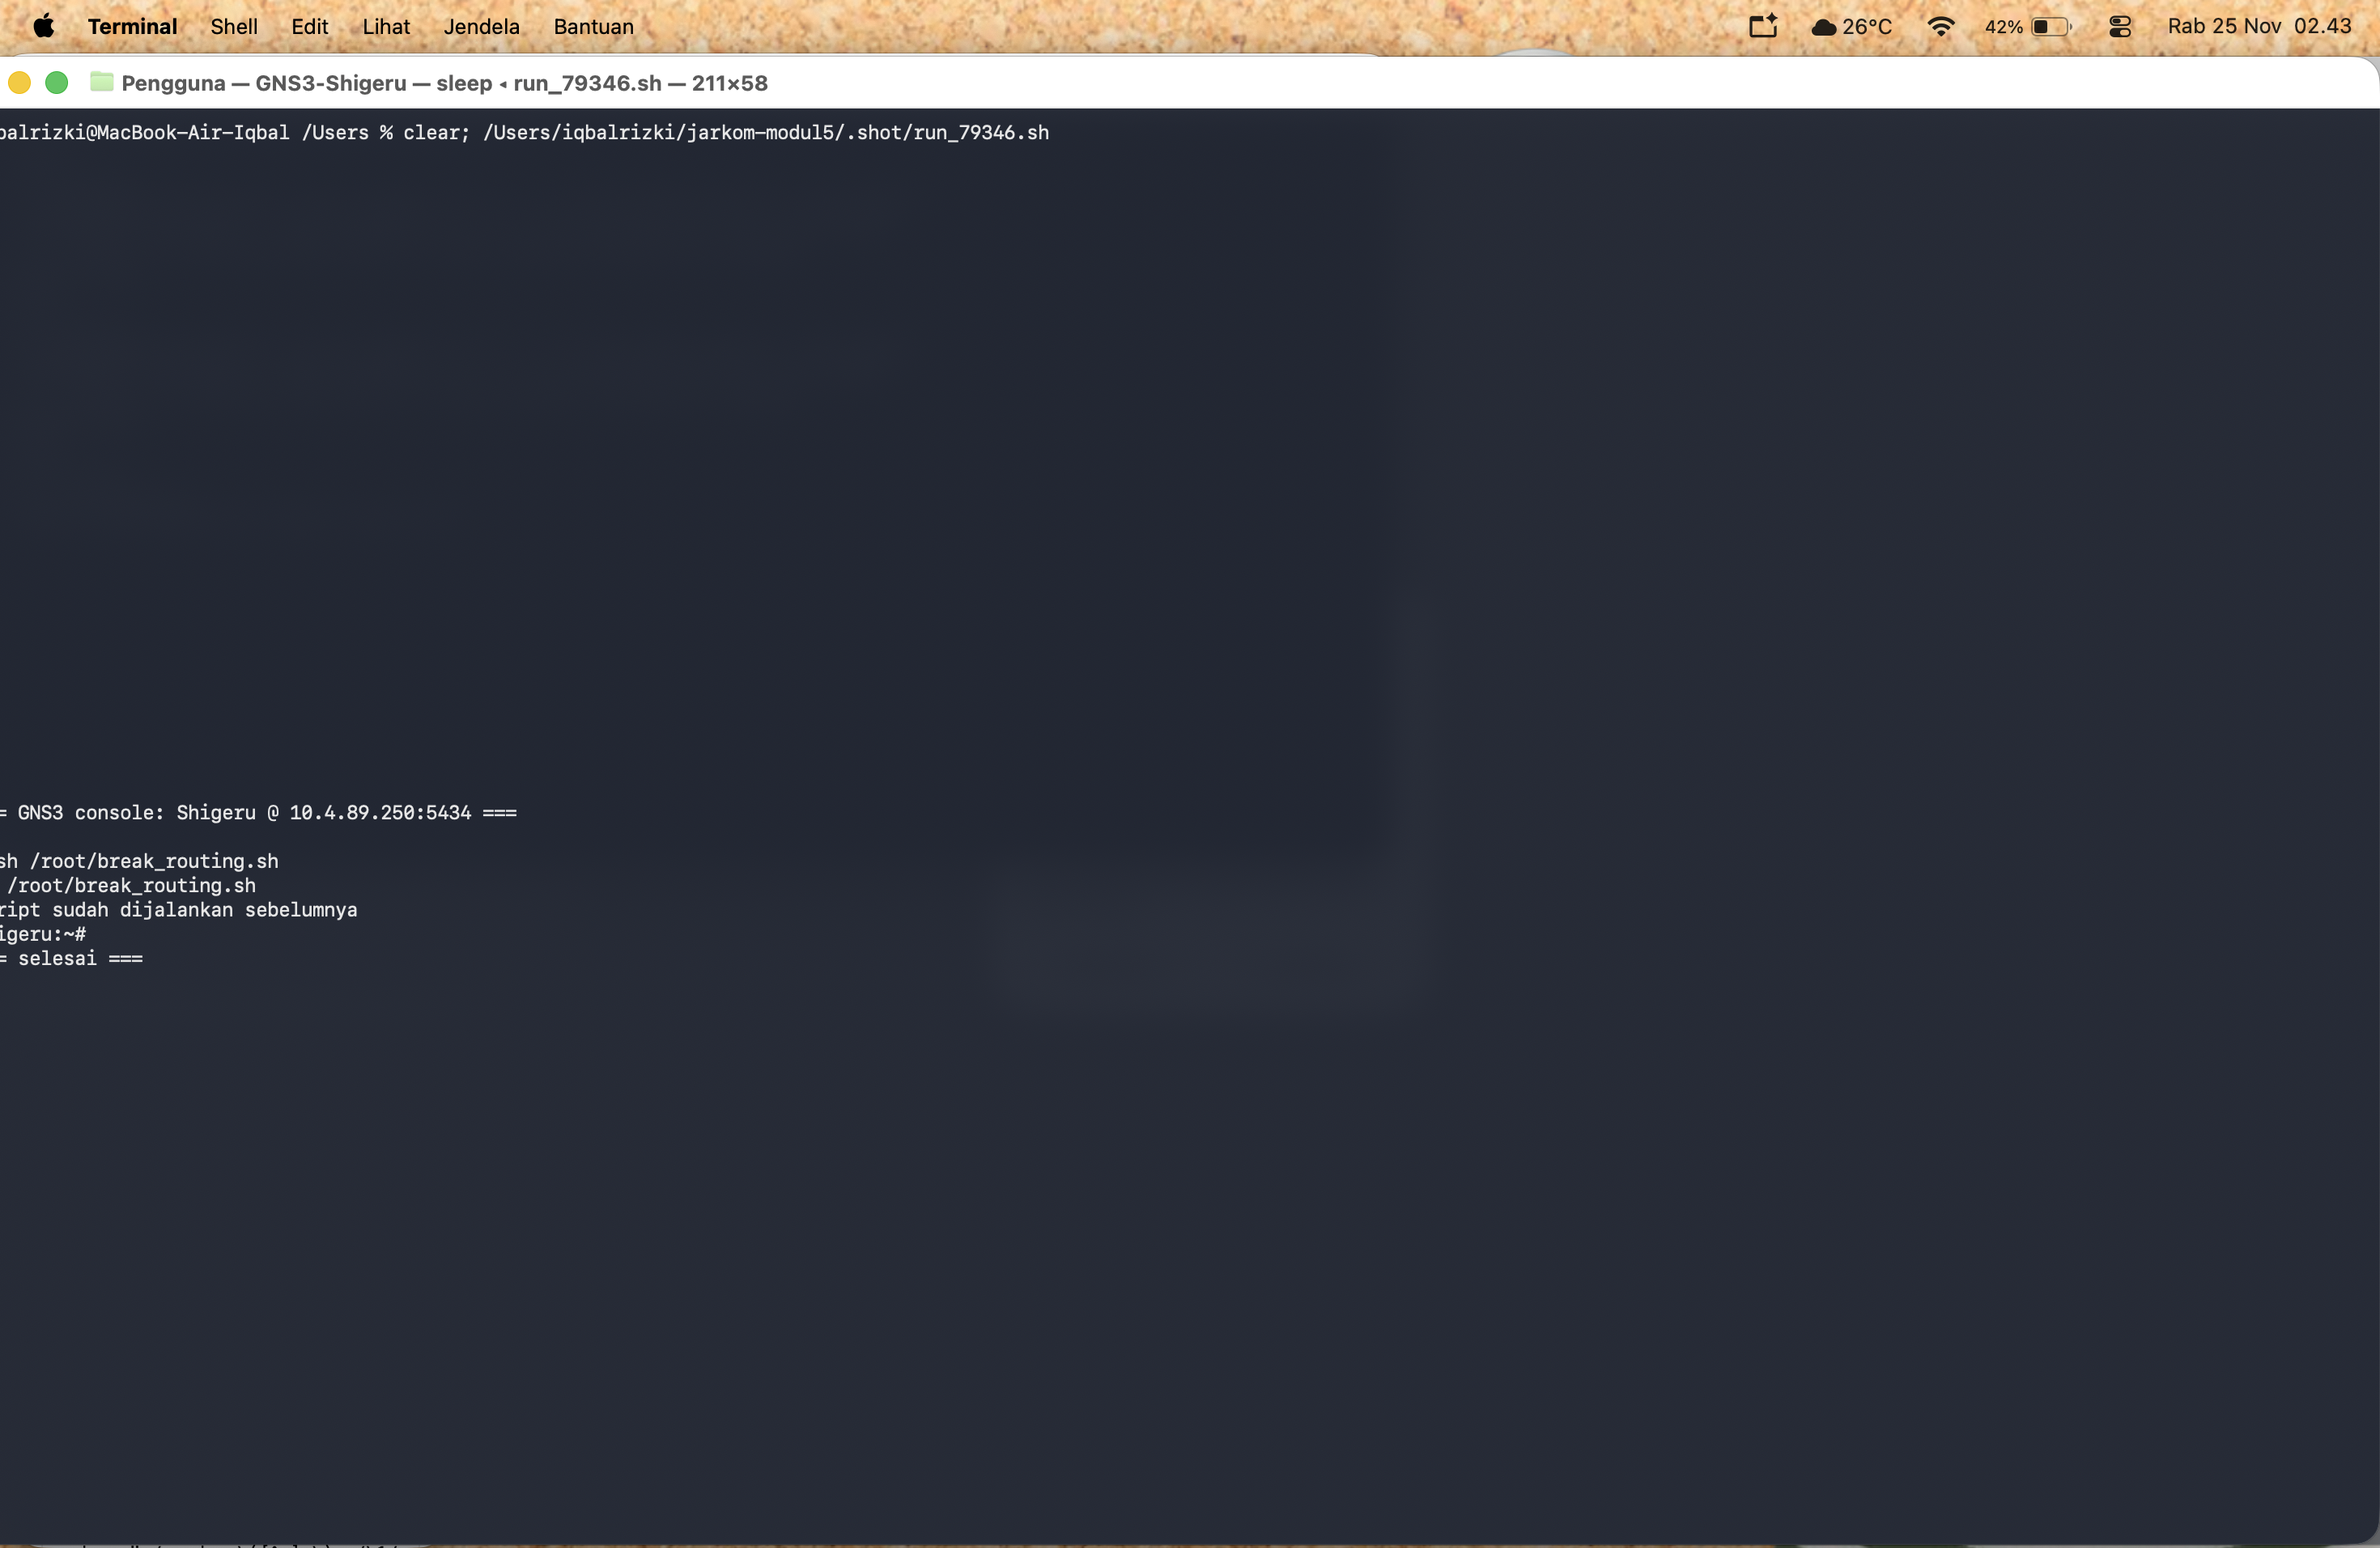 Terminal Shell Edit Lihat Jendela Bantuan 26°C 42% Rab 25 Nov 02.43
Pengguna — GNS3-Shigeru — sleep ◂ run_79346.sh — 211×58
balrizki@MacBook-Air-Iqbal /Users % clear; /Users/iqbalrizki/jarkom-modul5/.shot/run_79346.sh
= GNS3 console: Shigeru @ 10.4.89.250:5434 ===
sh /root/break_routing.sh
/root/break_routing.sh
ript sudah dijalankan sebelumnya
igeru:~#
= selesai ===